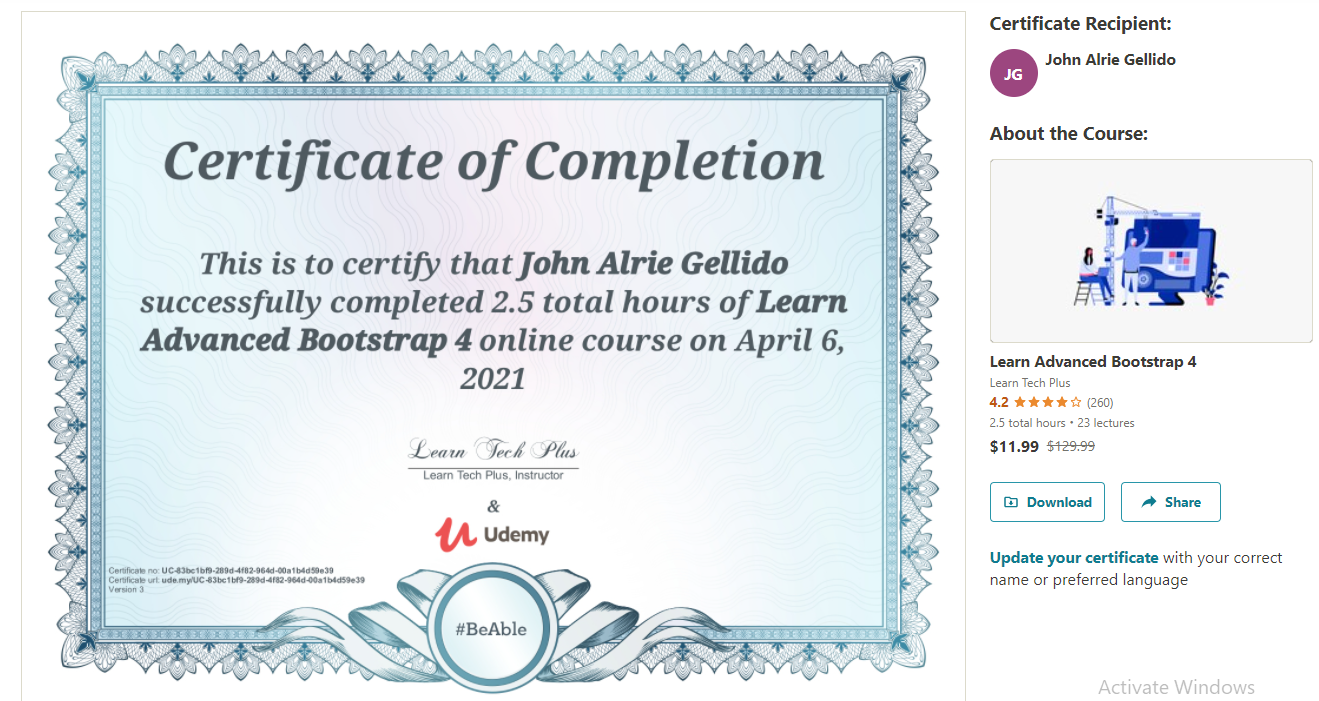 Certificate of Completion
This is to certify that John Alrie Gellido
successfully completed 2.5 total hours of Learn
Advanced Bootstrap 4 online course on April 6,
2021
Learn Tech Plus
Learn Tech Plus, Instructor
&
Udemy
Certificate no: UC-83bc1bf9-289d-4f82-964d-00a1b4d59e39
Certificate url: ude.my/UC-83bc1bf9-289d-4f82-964d-00a1b4d59e39
Version 3
#BeAble
Certificate Recipient:
JG
John Alrie Gellido
About the Course:
Learn Advanced Bootstrap 4
Learn Tech Plus
4.2 ★★★★☆ (260)
2.5 total hours • 23 lectures
$11.99 $129.99
Download
Share
Update your certificate with your correct
name or preferred language
Activate Windows